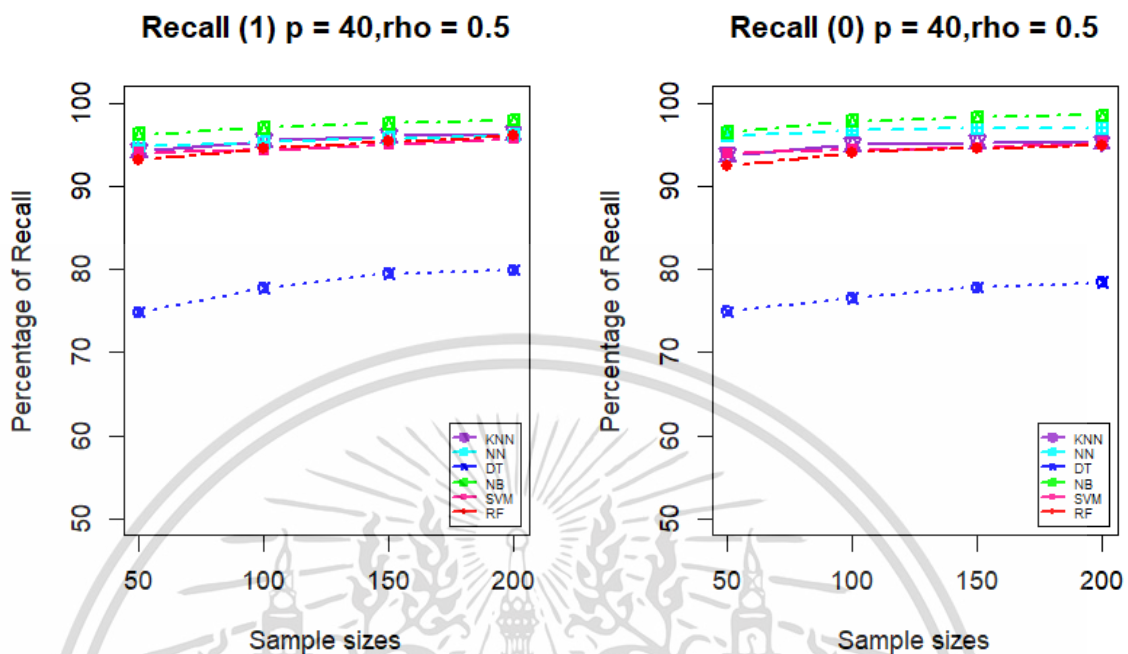 Recall (1) p = 40,rho = 0.5
Percentage of Recall
100
90
80
70
60
50
KNN
NN
DT
NB
SVM
RF
50 100 150 200
Sample sizes
Recall (0) p = 40,rho = 0.5
Percentage of Recall
100
90
80
70
60
50
KNN
NN
DT
NB
SVM
RF
50 100 150 200
Sample sizes